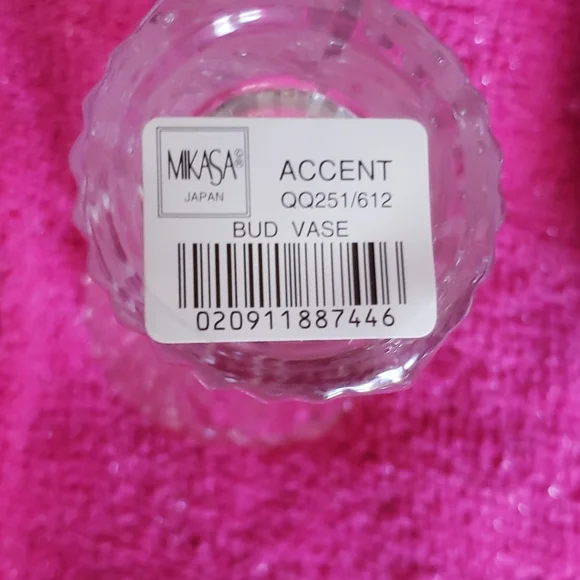 MIKASA®
JAPAN
ACCENT
QQ251/612
BUD VASE
020911887446